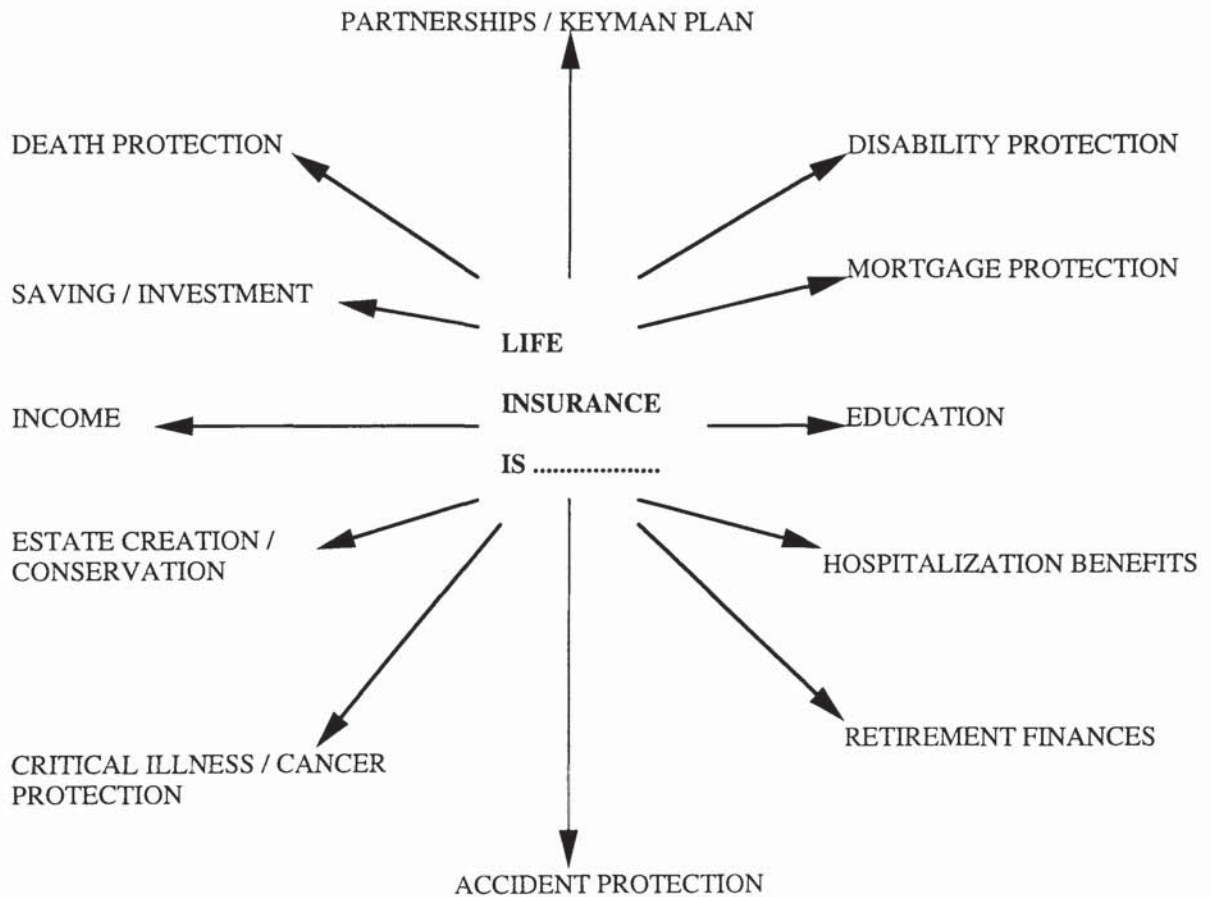 PARTNERSHIPS / KEYMAN PLAN
DEATH PROTECTION
DISABILITY PROTECTION
MORTGAGE PROTECTION
SAVING / INVESTMENT
LIFE
INSURANCE
IS ...................
INCOME
EDUCATION
ESTATE CREATION /
CONSERVATION
HOSPITALIZATION BENEFITS
RETIREMENT FINANCES
CRITICAL ILLNESS / CANCER
PROTECTION
ACCIDENT PROTECTION